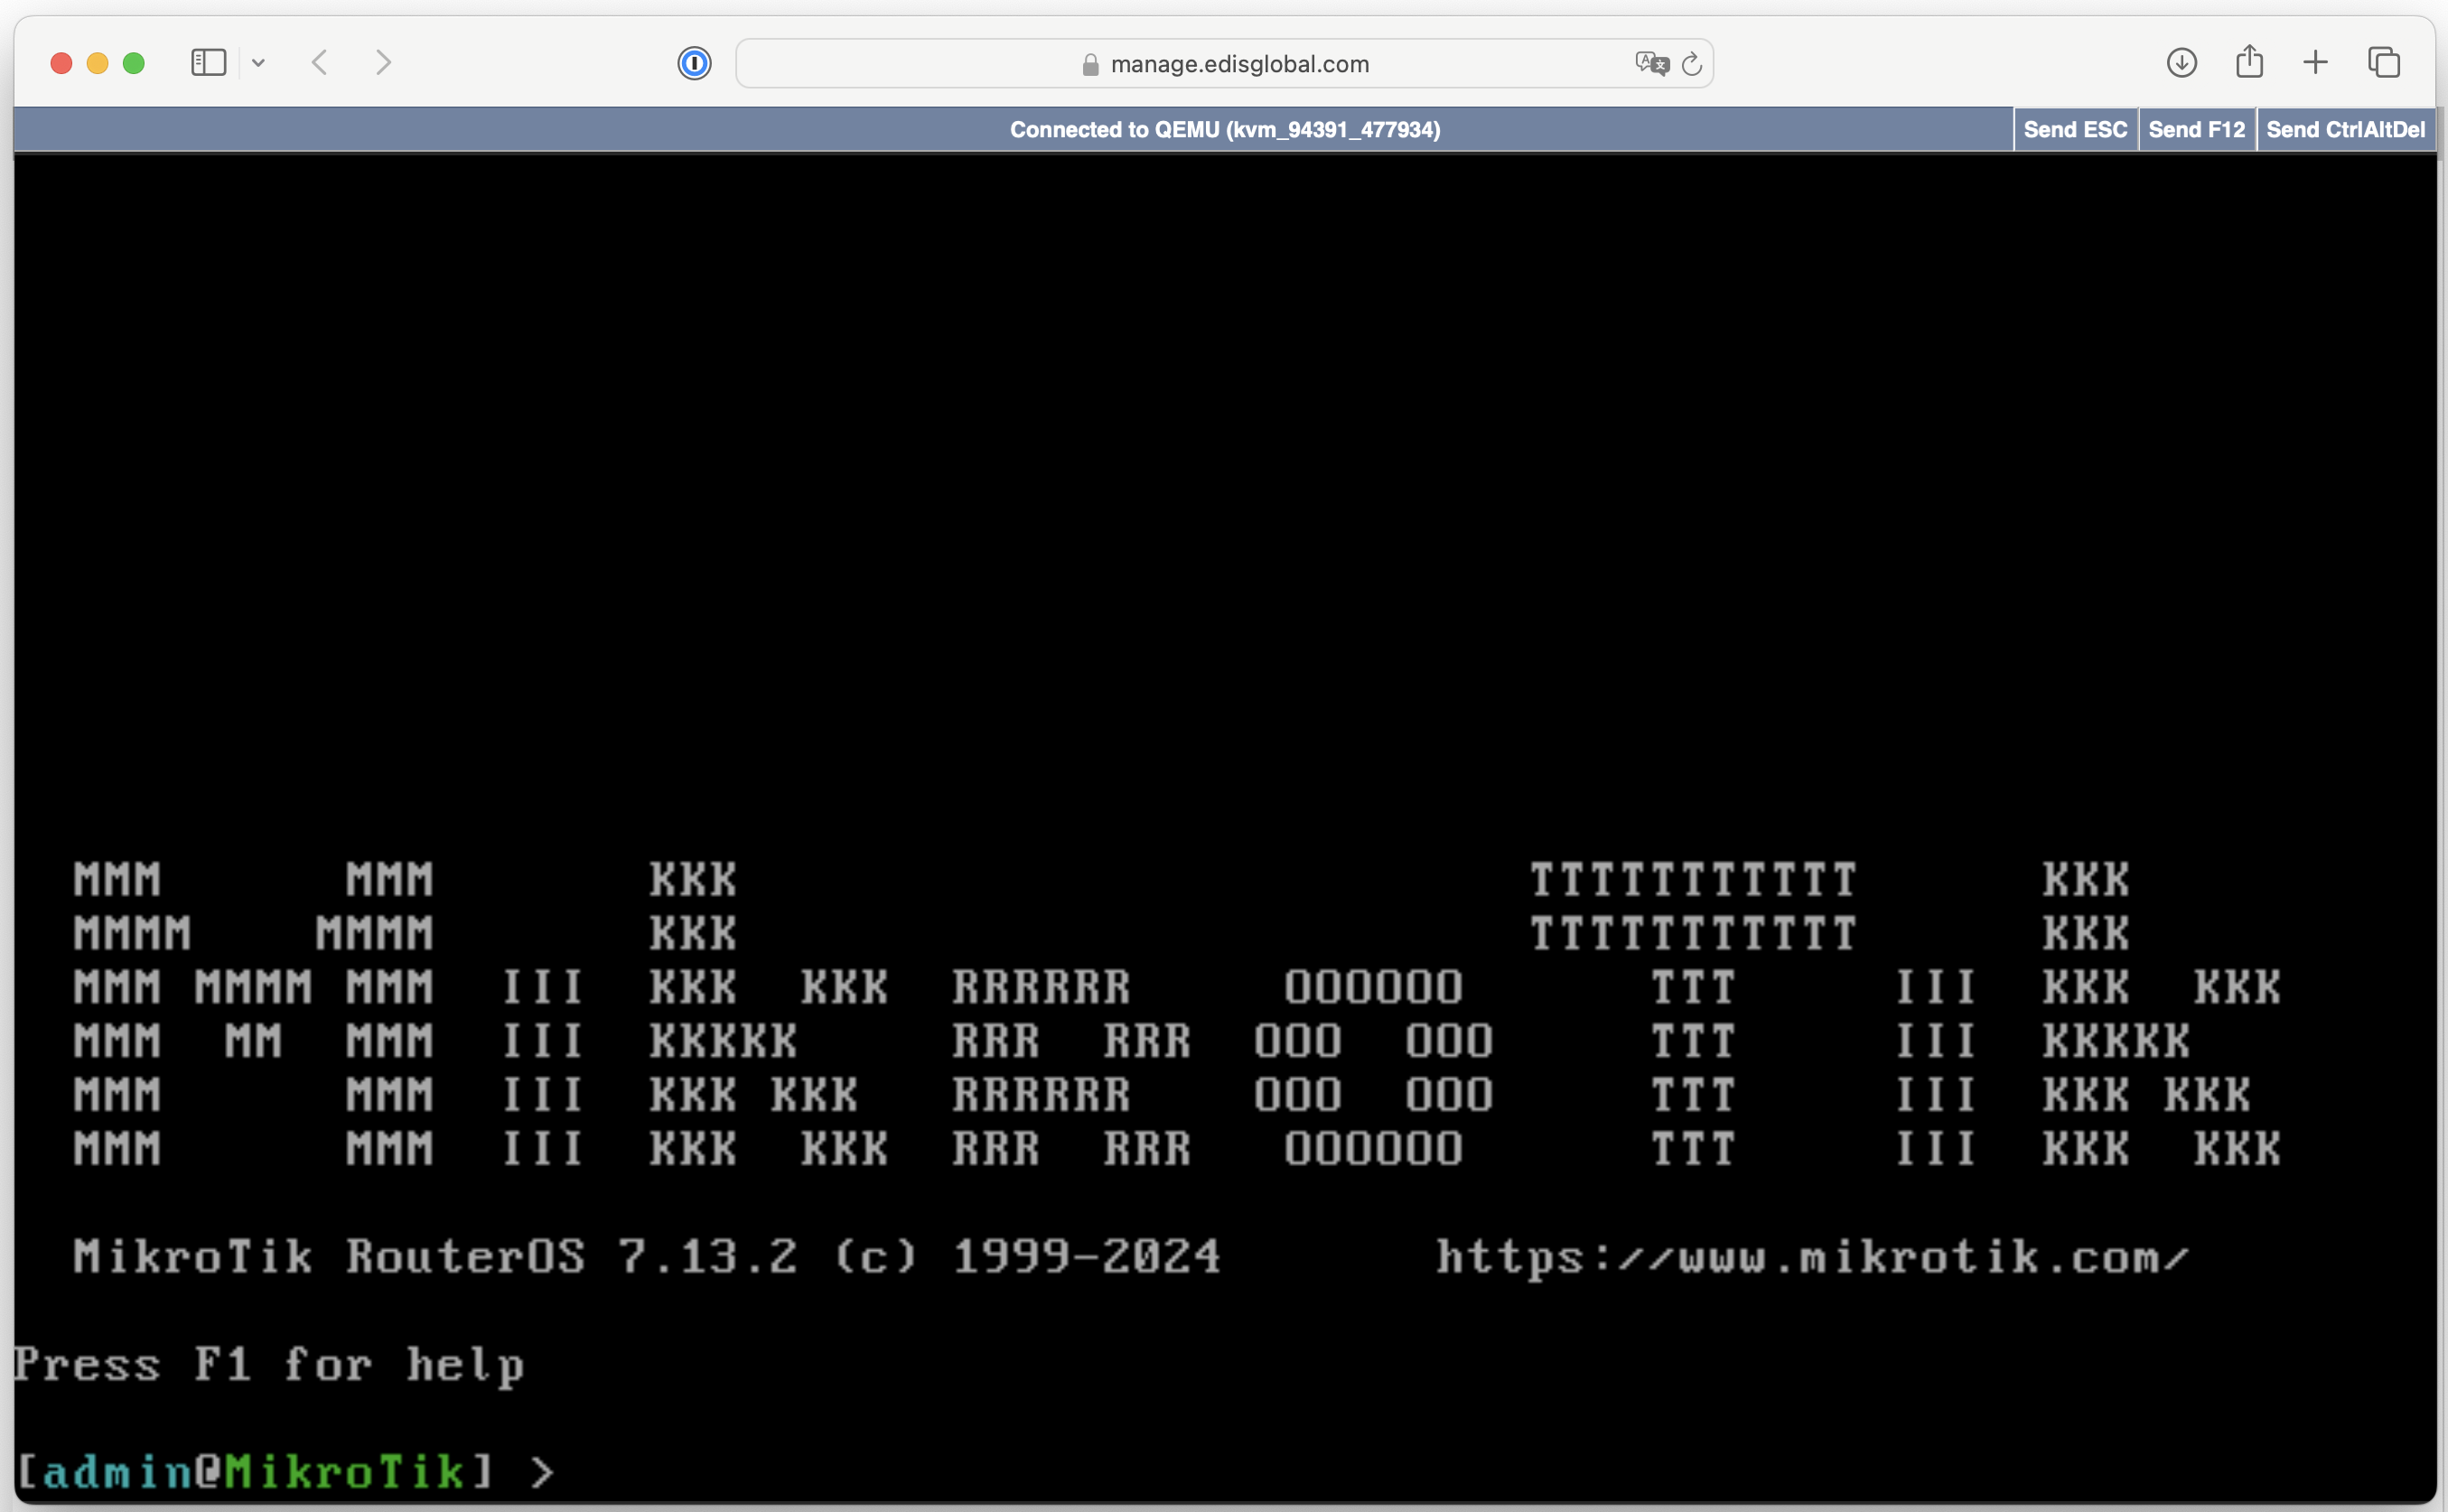 manage.edisglobal.com
Connected to QEMU (kvm_94391_477934) Send ESC Send F12 Send CtrlAltDel
MMM      MMM       KKK                          TTTTTTTTTTT      KKK
MMMM    MMMM       KKK                          TTTTTTTTTTT      KKK
MMM MMMM MMM  III  KKK  KKK  RRRRRR     OOOOOO      TTT     III  KKK  KKK
MMM  MM  MMM  III  KKKKK     RRR  RRR  OOO  OOO     TTT     III  KKKKK
MMM      MMM  III  KKK KKK   RRRRRR    OOO  OOO     TTT     III  KKK KKK
MMM      MMM  III  KKK  KKK  RRR  RRR   OOOOOO      TTT     III  KKK  KKK
MikroTik RouterOS 7.13.2 (c) 1999-2024       https://www.mikrotik.com/
Press F1 for help
[admin@MikroTik] >